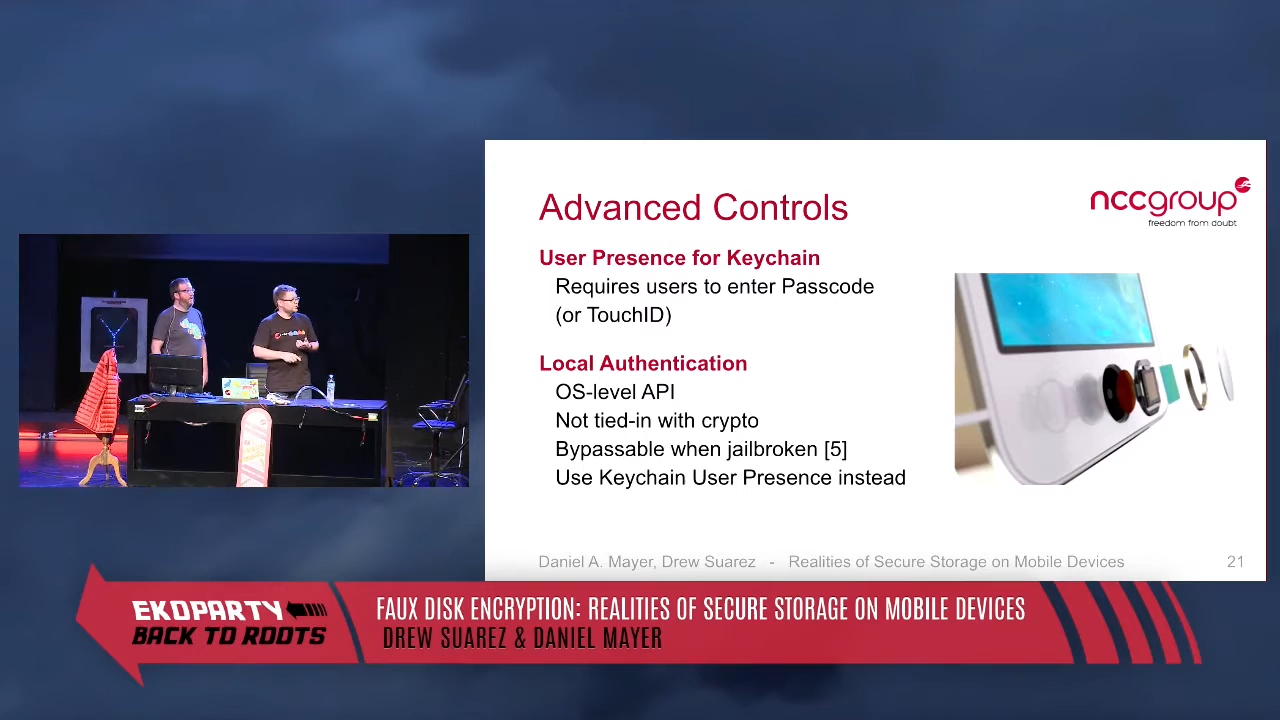 Advanced Controls
nccgroup
freedom from doubt
User Presence for Keychain
Requires users to enter Passcode
(or TouchID)
Local Authentication
OS-level API
Not tied-in with crypto
Bypassable when jailbroken [5]
Use Keychain User Presence instead
Daniel A. Mayer, Drew Suarez - Realities of Secure Storage on Mobile Devices 21
EKOPARTY
BACK TO ROOTS
FAUX DISK ENCRYPTION: REALITIES OF SECURE STORAGE ON MOBILE DEVICES
DREW SUAREZ & DANIEL MAYER